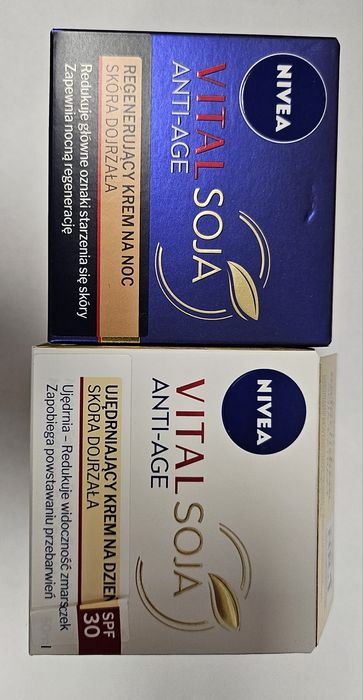 NIVEA
VITAL SOJA
ANTI-AGE
REGENERUJĄCY KREM NA NOC
SKÓRA DOJRZAŁA
Redukuje główne oznaki starzenia się skóry
Zapewnia nocną regenerację
NIVEA
VITAL SOJA
ANTI-AGE
UJĘDRNIAJĄCY KREM NA DZIEŃ
SKÓRA DOJRZAŁA
SPF
30
Ujędrnia – Redukuje widoczność zmarszczek
Zapobiega powstawaniu przebarwień
50ml